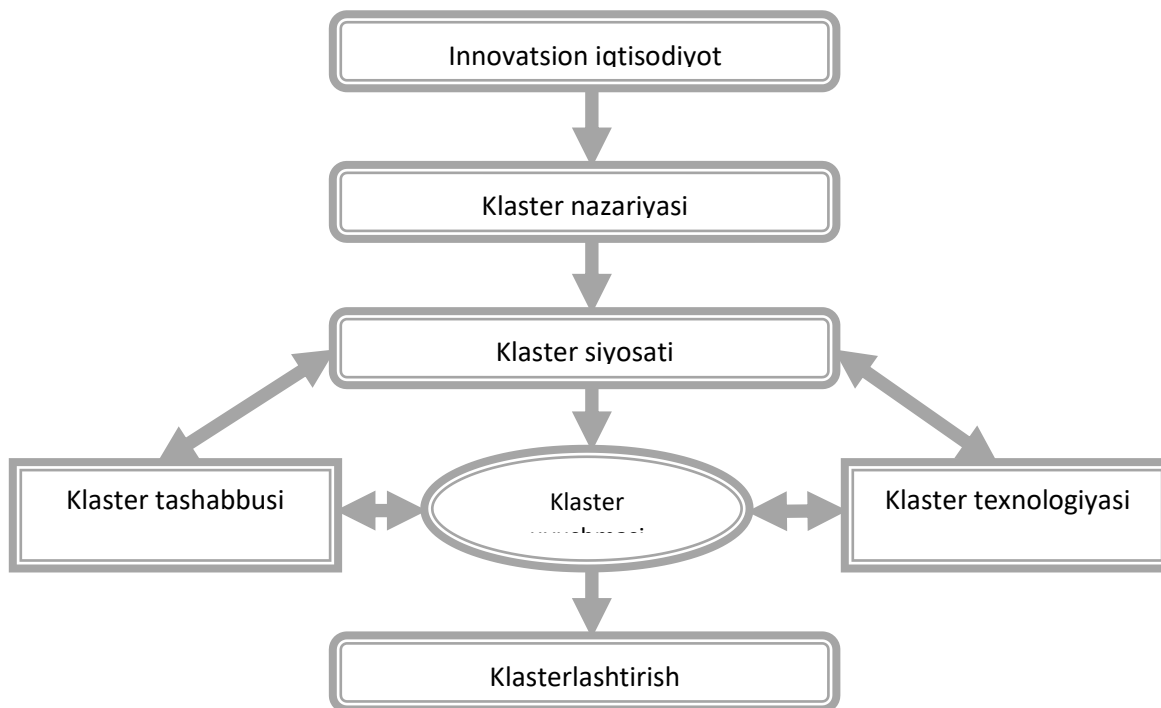 Innovatsion iqtisodiyot
Klaster nazariyasi
Klaster siyosati
Klaster tashabbusi
Klaster
Klaster texnologiyasi
Klasterlashtirish